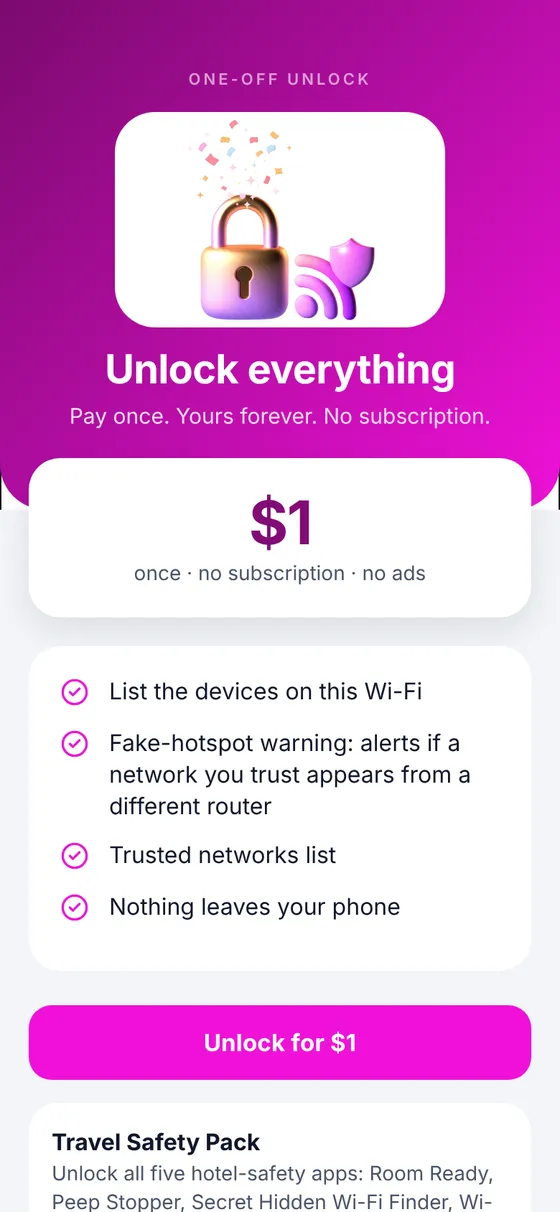 ONE-OFF UNLOCK
Unlock everything
Pay once. Yours forever. No subscription.
$1
once · no subscription · no ads
List the devices on this Wi-Fi
Fake-hotspot warning: alerts if a
network you trust appears from a
different router
Trusted networks list
Nothing leaves your phone
Unlock for $1
Travel Safety Pack
Unlock all five hotel-safety apps: Room Ready,
Peep Stopper, Secret Hidden Wi-Fi Finder, Wi-